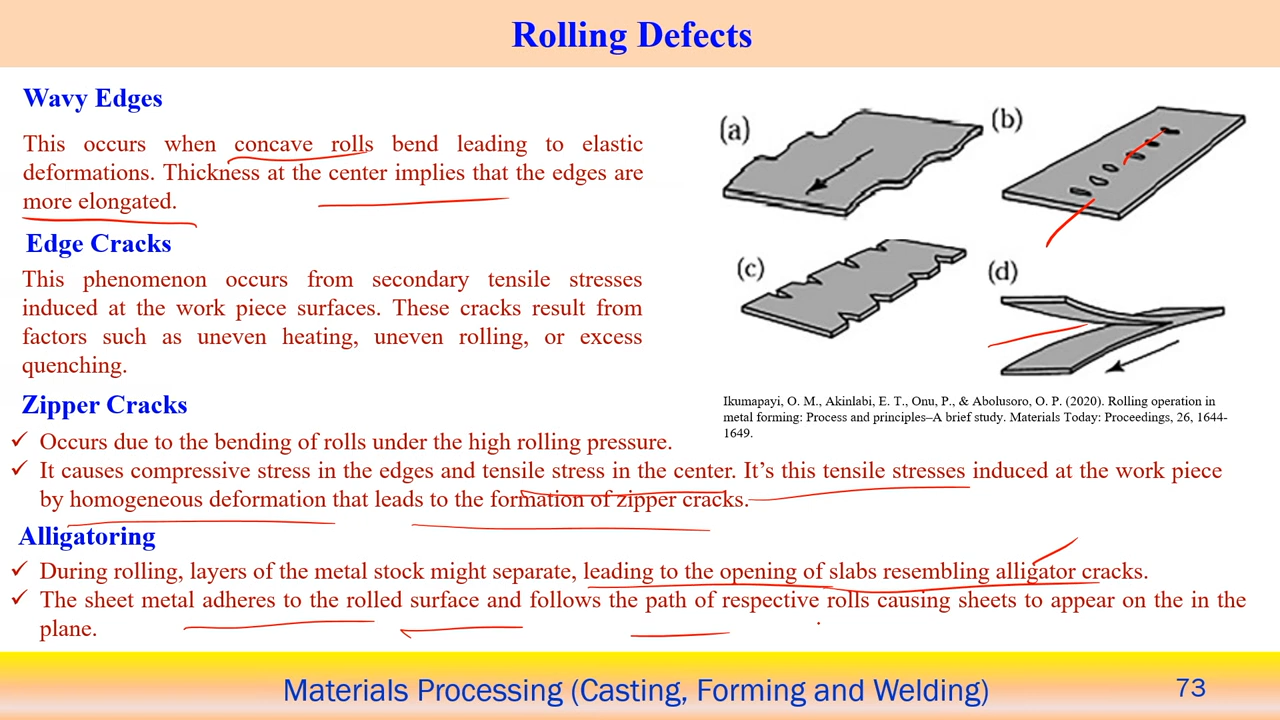 Rolling Defects
Wavy Edges
This occurs when concave rolls bend leading to elastic
deformations. Thickness at the center implies that the edges are
more elongated.
Edge Cracks
This phenomenon occurs from secondary tensile stresses
induced at the work piece surfaces. These cracks result from
factors such as uneven heating, uneven rolling, or excess
quenching.
(a)
(b)
(c)
(d)
Ikumapayi, O. M., Akinlabi, E. T., Onu, P., & Abolusoro, O. P. (2020). Rolling operation in
metal forming: Process and principles–A brief study. Materials Today: Proceedings, 26, 1644-
1649.
Zipper Cracks
✓ Occurs due to the bending of rolls under the high rolling pressure.
✓ It causes compressive stress in the edges and tensile stress in the center. It's this tensile stresses induced at the work piece
by homogeneous deformation that leads to the formation of zipper cracks.
Alligatoring
✓ During rolling, layers of the metal stock might separate, leading to the opening of slabs resembling alligator cracks.
✓ The sheet metal adheres to the rolled surface and follows the path of respective rolls causing sheets to appear on the in the
plane.
Materials Processing (Casting, Forming and Welding)
73